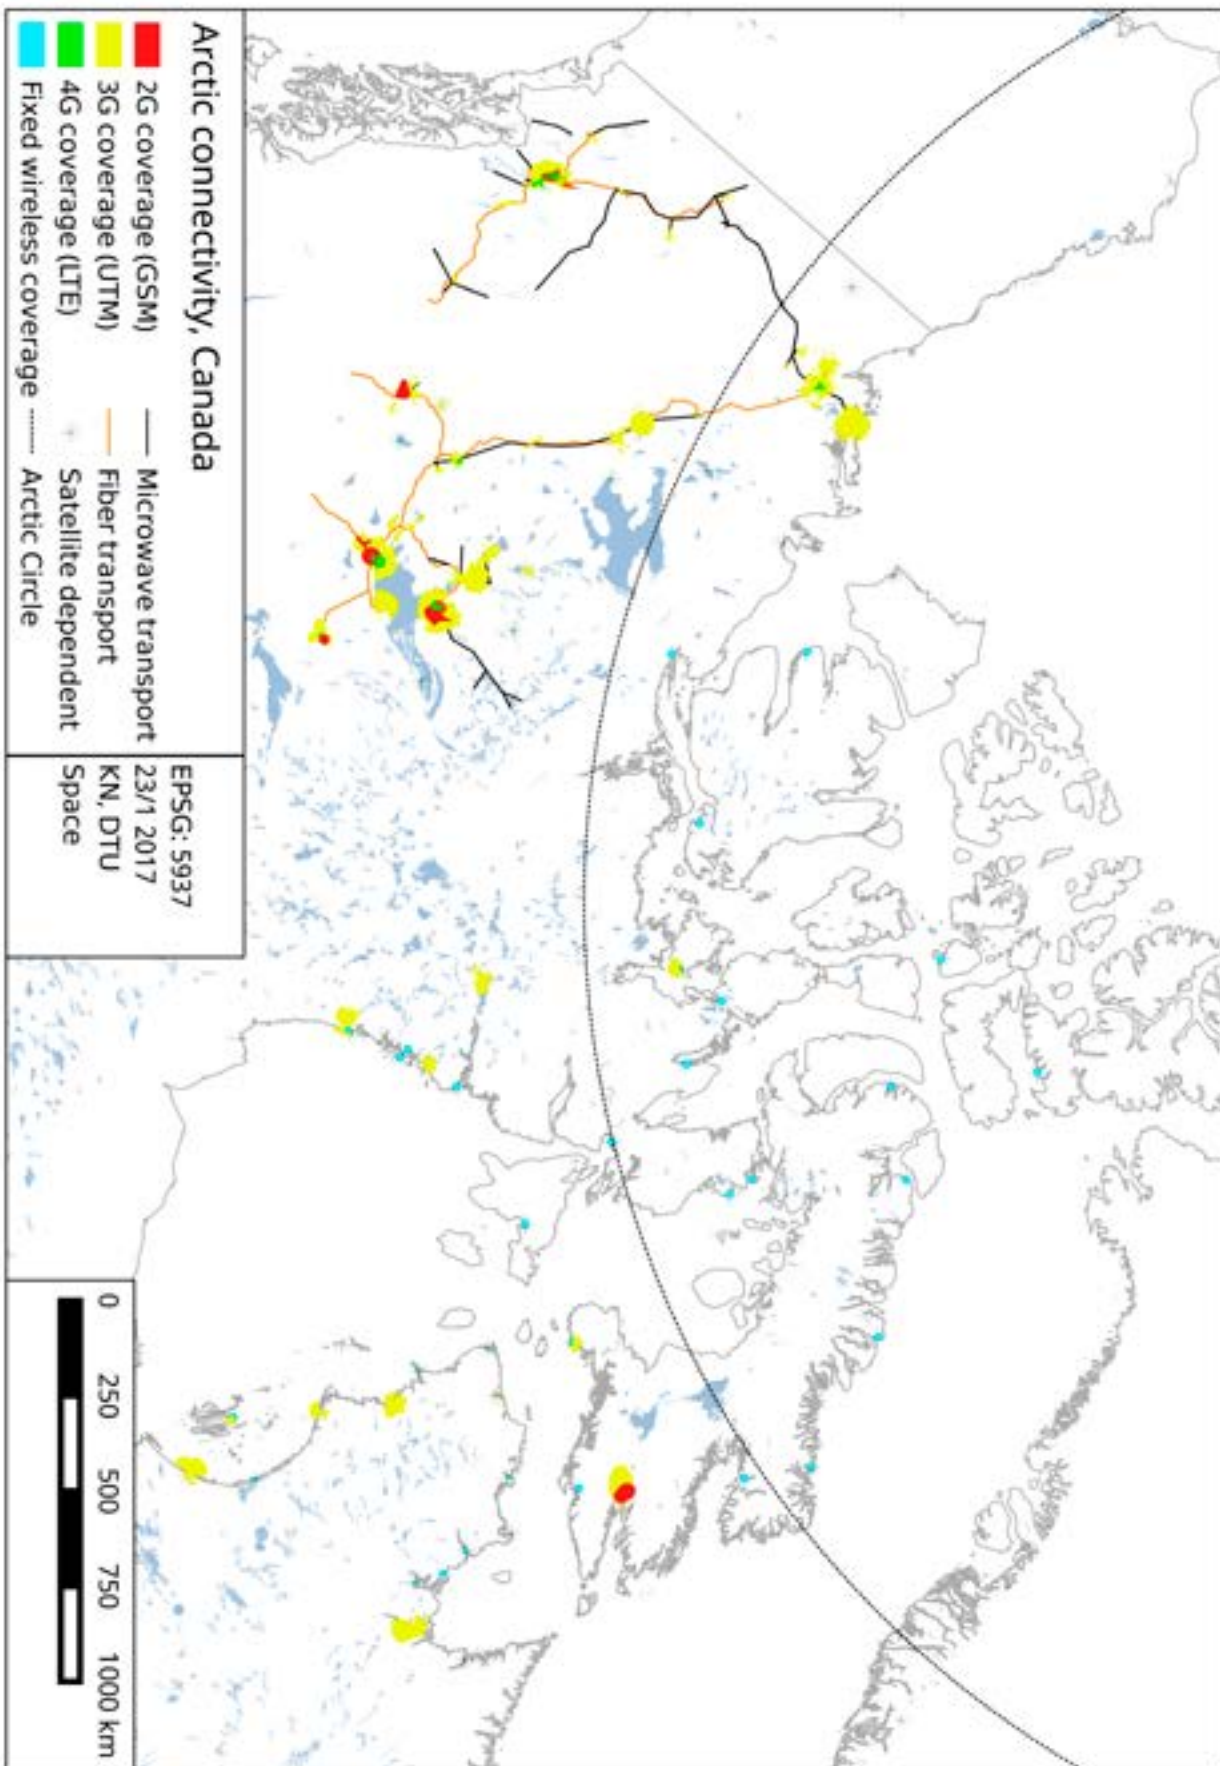 Arctic connectivity, Canada
2G coverage (GSM)
3G coverage (UTM)
4G coverage (LTE)
Fixed wireless coverage
Microwave transport
Fiber transport
Satellite dependent
Arctic Circle
EPSG: 5937
23/1 2017
KN, DTU
Space
0 250 500 750 1000 km